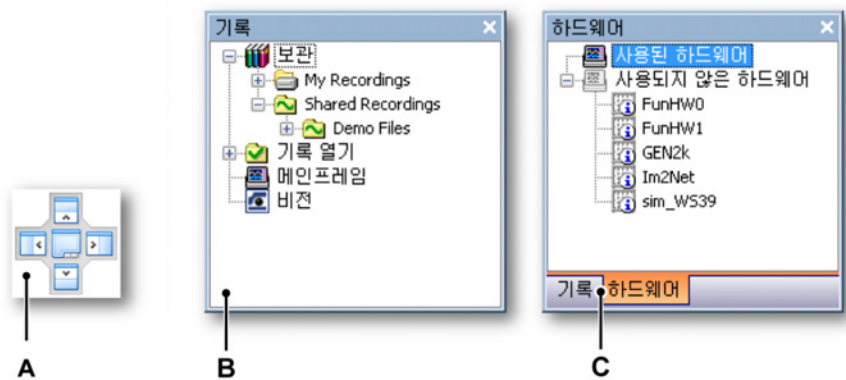 기록
보관
My Recordings
Shared Recordings
Demo Files
기록 열기
메인프레임
비전
하드웨어
사용된 하드웨어
사용되지 않은 하드웨어
FunHW0
FunHW1
GEN2k
Im2Net
sim_WS39
기록 하드웨어
A
B
C